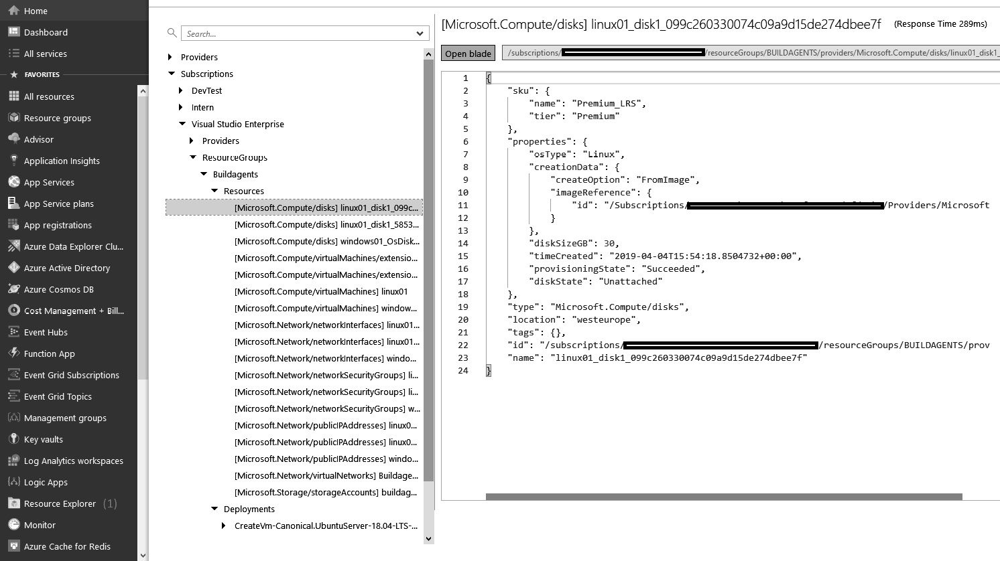 Home
Dashboard
All services
FAVORITES
All resources
Resource groups
Advisor
Application Insights
App Services
App Service plans
App registrations
Azure Data Explorer Clu...
Azure Active Directory
Azure Cosmos DB
Cost Management + Bill...
Event Hubs
Function App
Event Grid Subscriptions
Event Grid Topics
Management groups
Key vaults
Log Analytics workspaces
Logic Apps
Resource Explorer (1)
Monitor
Azure Cache for Redis
Search...
Providers
Subscriptions
DevTest
Intern
Visual Studio Enterprise
Providers
ResourceGroups
Buildagents
Resources
[Microsoft.Compute/disks] linux01_disk1_099c...
[Microsoft.Compute/disks] linux01_disk1_5853...
[Microsoft.Compute/disks] windows01_OsDisk...
[Microsoft.Compute/virtualMachines/extensio...
[Microsoft.Compute/virtualMachines/extensio...
[Microsoft.Compute/virtualMachines] linux01
[Microsoft.Compute/virtualMachines] window...
[Microsoft.Network/networkInterfaces] linux01...
[Microsoft.Network/networkInterfaces] linux01...
[Microsoft.Network/networkInterfaces] windo...
[Microsoft.Network/networkSecurityGroups] li...
[Microsoft.Network/networkSecurityGroups] li...
[Microsoft.Network/networkSecurityGroups] w...
[Microsoft.Network/publicIPAddresses] linux0...
[Microsoft.Network/publicIPAddresses] linux0...
[Microsoft.Network/publicIPAddresses] windo...
[Microsoft.Network/virtualNetworks] Buildage...
[Microsoft.Storage/storageAccounts] buildag...
Deployments
CreateVm-Canonical.UbuntuServer-18.04-LTS-...
[Microsoft.Compute/disks] linux01_disk1_099c260330074c09a9d15de274dbee7f (Response Time 289ms)
Open blade /subscriptions/ /resourceGroups/BUILDAGENTS/providers/Microsoft.Compute/disks/linux01_disk1_
1 {
2 "sku": {
3 "name": "Premium_LRS",
4 "tier": "Premium"
5 },
6 "properties": {
7 "osType": "Linux",
8 "creationData": {
9 "createOption": "FromImage",
10 "imageReference": {
11 "id": "/Subscriptions/ /Providers/Microsoft
12 }
13 },
14 "diskSizeGB": 30,
15 "timeCreated": "2019-04-04T15:54:18.8504732+00:00",
16 "provisioningState": "Succeeded",
17 "diskState": "Unattached"
18 },
19 "type": "Microsoft.Compute/disks",
20 "location": "westeurope",
21 "tags": {},
22 "id": "/subscriptions/ /resourceGroups/BUILDAGENTS/prov
23 "name": "linux01_disk1_099c260330074c09a9d15de274dbee7f"
24 }